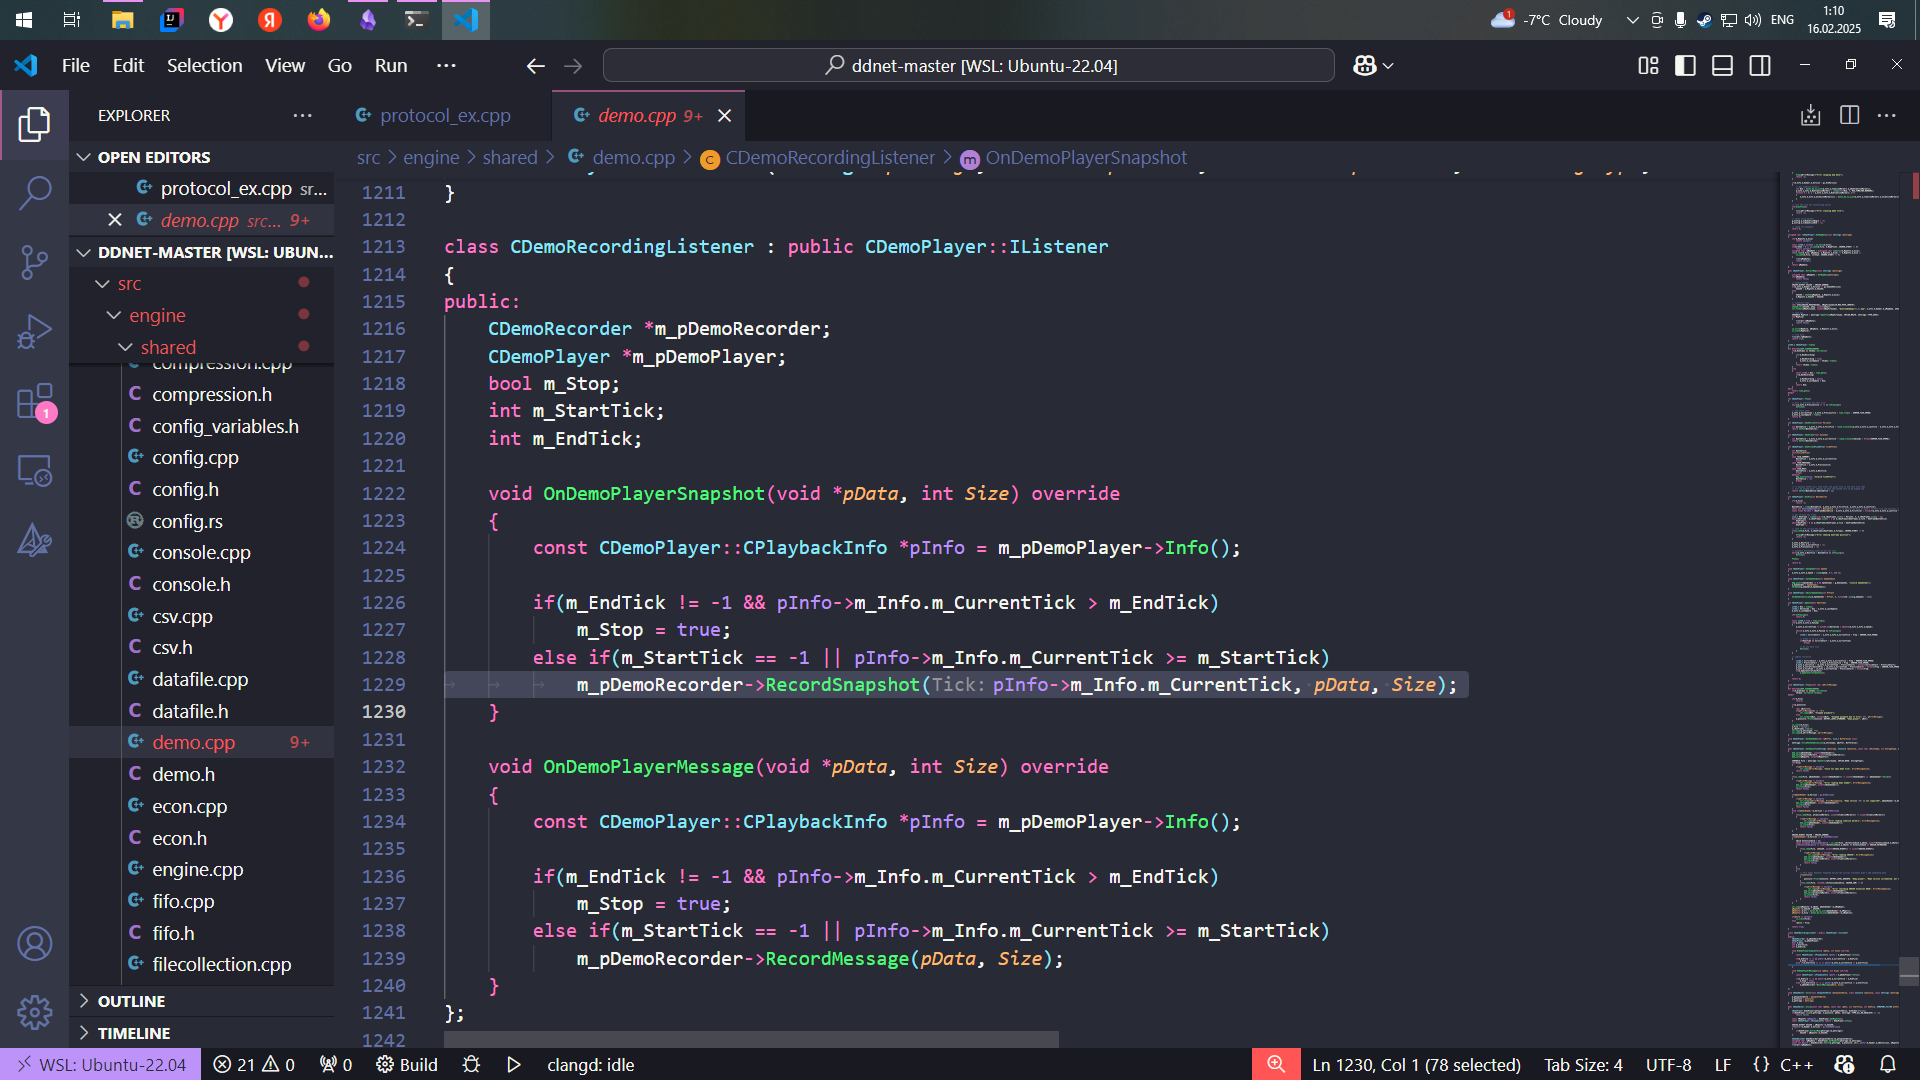 -7°C Cloudy
ENG
1:10
16.02.2025
File Edit Selection View Go Run ···
ddnet-master [WSL: Ubuntu-22.04]
EXPLORER
protocol_ex.cpp
demo.cpp 9+
src > engine > shared > demo.cpp > CDemoRecordingListener > OnDemoPlayerSnapshot
OPEN EDITORS
protocol_ex.cpp sr...
demo.cpp src... 9+
DDNET-MASTER [WSL: UBUN...
src
engine
shared
compression.cpp
compression.h
config_variables.h
config.cpp
config.h
config.rs
console.cpp
console.h
csv.cpp
csv.h
datafile.cpp
datafile.h
demo.cpp 9+
demo.h
econ.cpp
econ.h
engine.cpp
fifo.cpp
fifo.h
filecollection.cpp
OUTLINE
TIMELINE
1
1211 }
1212
1213 class CDemoRecordingListener : public CDemoPlayer::IListener
1214 {
1215 public:
1216 CDemoRecorder *m_pDemoRecorder;
1217 CDemoPlayer *m_pDemoPlayer;
1218 bool m_Stop;
1219 int m_StartTick;
1220 int m_EndTick;
1221
1222 void OnDemoPlayerSnapshot(void *pData, int Size) override
1223 {
1224 const CDemoPlayer::CPlaybackInfo *pInfo = m_pDemoPlayer->Info();
1225
1226 if(m_EndTick != -1 && pInfo->m_Info.m_CurrentTick > m_EndTick)
1227 m_Stop = true;
1228 else if(m_StartTick == -1 || pInfo->m_Info.m_CurrentTick >= m_StartTick)
1229 m_pDemoRecorder->RecordSnapshot(Tick: pInfo->m_Info.m_CurrentTick, pData, Size);
1230 }
1231
1232 void OnDemoPlayerMessage(void *pData, int Size) override
1233 {
1234 const CDemoPlayer::CPlaybackInfo *pInfo = m_pDemoPlayer->Info();
1235
1236 if(m_EndTick != -1 && pInfo->m_Info.m_CurrentTick > m_EndTick)
1237 m_Stop = true;
1238 else if(m_StartTick == -1 || pInfo->m_Info.m_CurrentTick >= m_StartTick)
1239 m_pDemoRecorder->RecordMessage(pData, Size);
1240 }
1241 };
1242
WSL: Ubuntu-22.04 21 0 0 Build clangd: idle
Ln 1230, Col 1 (78 selected) Tab Size: 4 UTF-8 LF {} C++